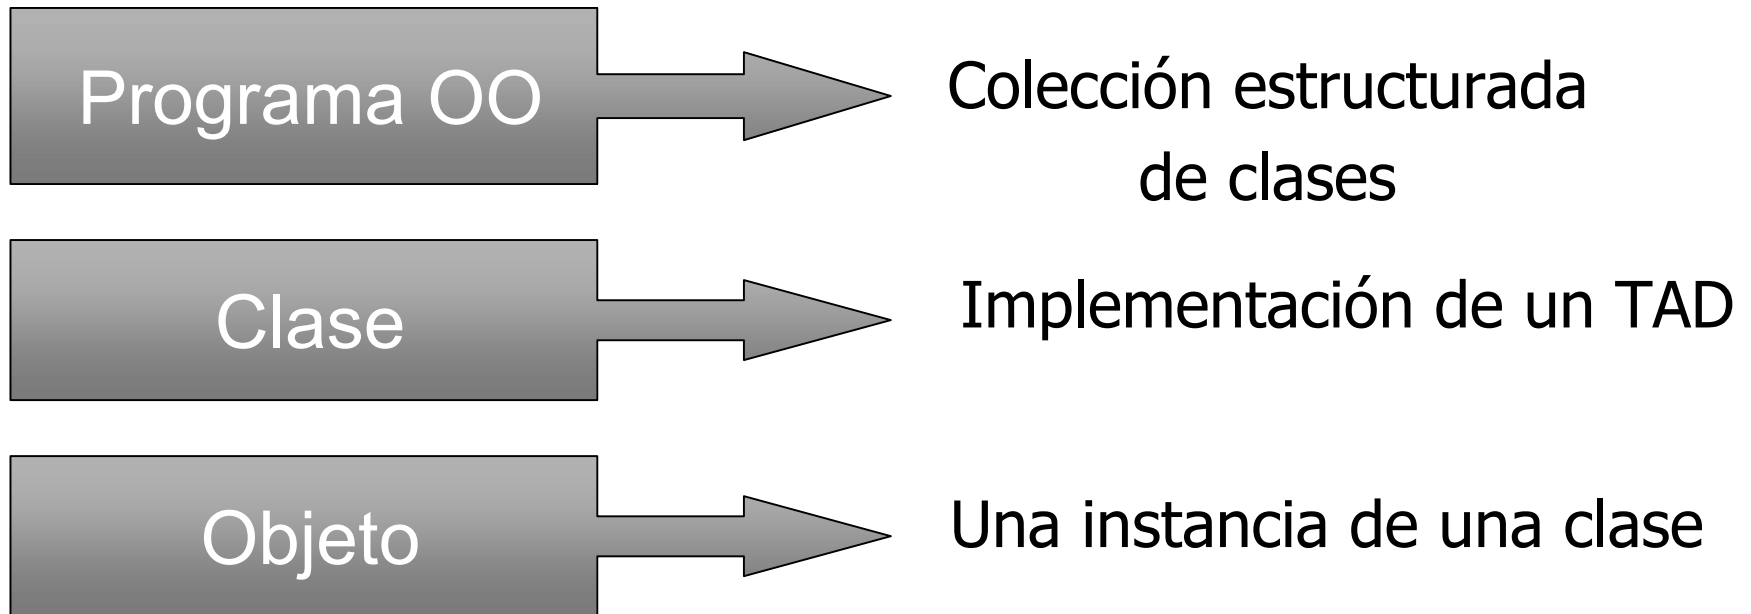 Programa OO
Colección estructurada
de clases
Clase
Implementación de un TAD
Objeto
Una instancia de una clase